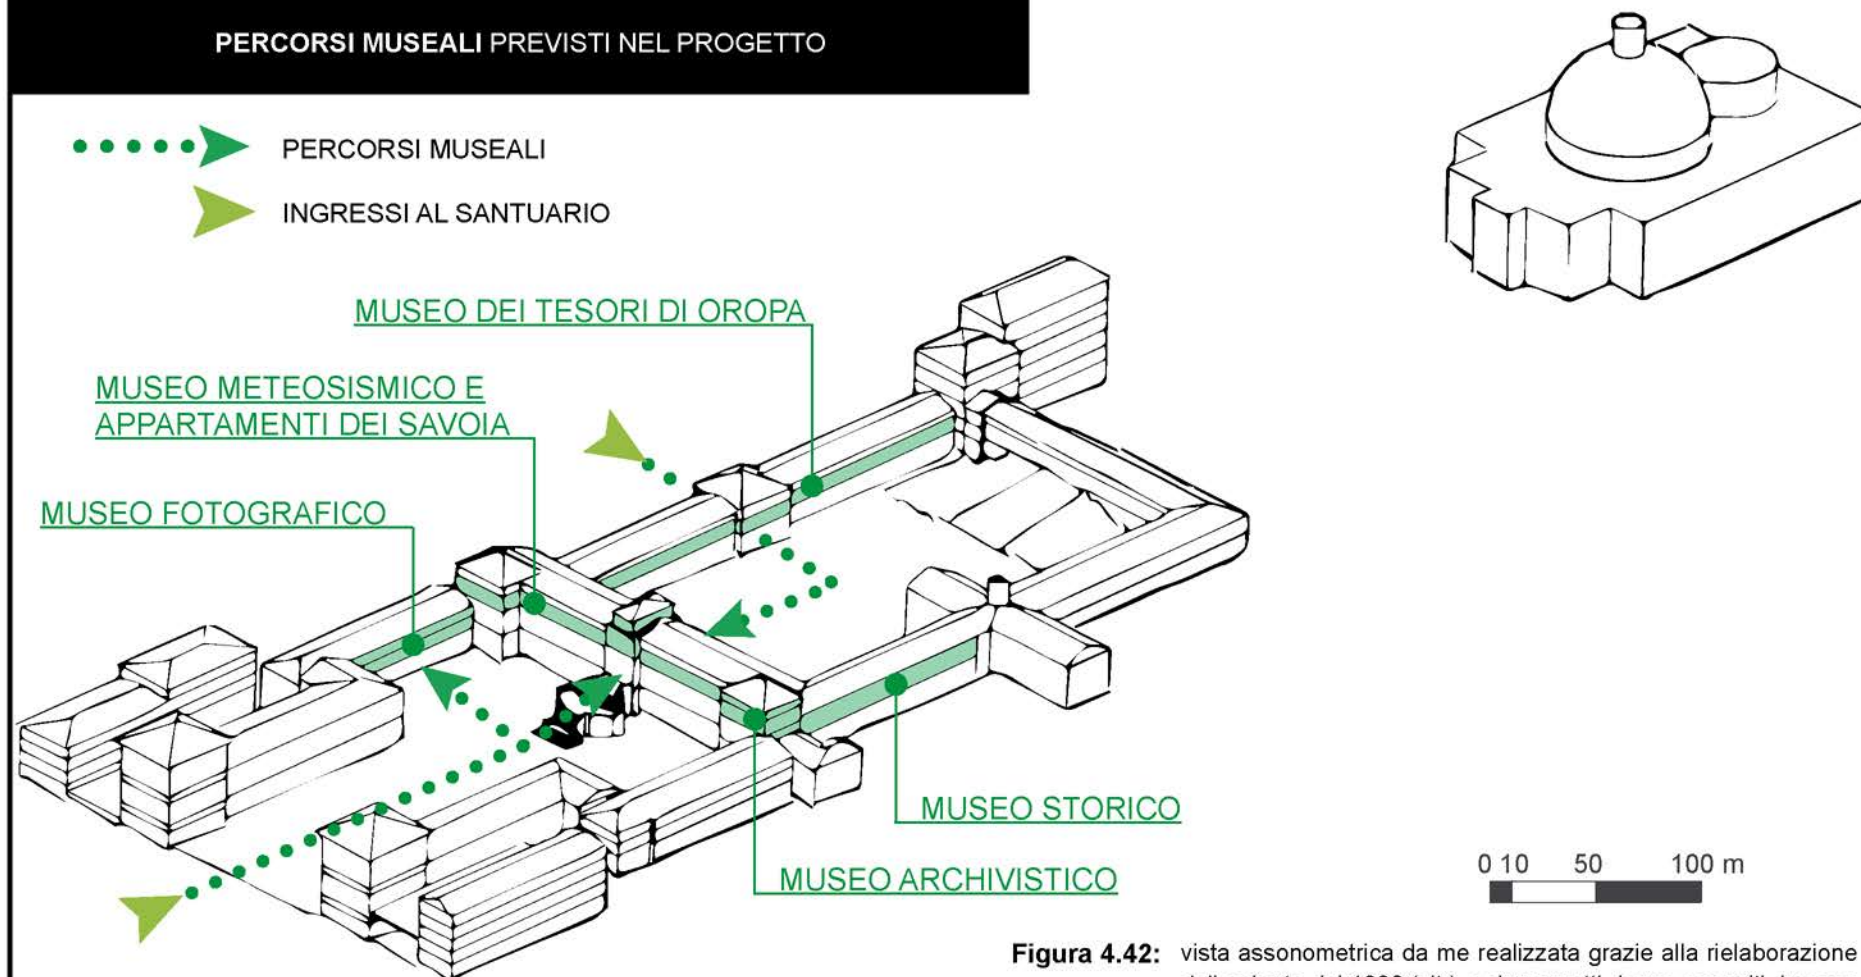 PERCORSI MUSEALI PREVISTI NEL PROGETTO
PERCORSI MUSEALI
INGRESSI AL SANTUARIO
MUSEO DEI TESORI DI OROPA
MUSEO METEOSISMICO E
APPARTAMENTI DEI SAVOIA
MUSEO FOTOGRAFICO
MUSEO STORICO
MUSEO ARCHIVISTICO
0 10 50 100 m
Figura 4.42: vista assonometrica da me realizzata grazie alla rielaborazione